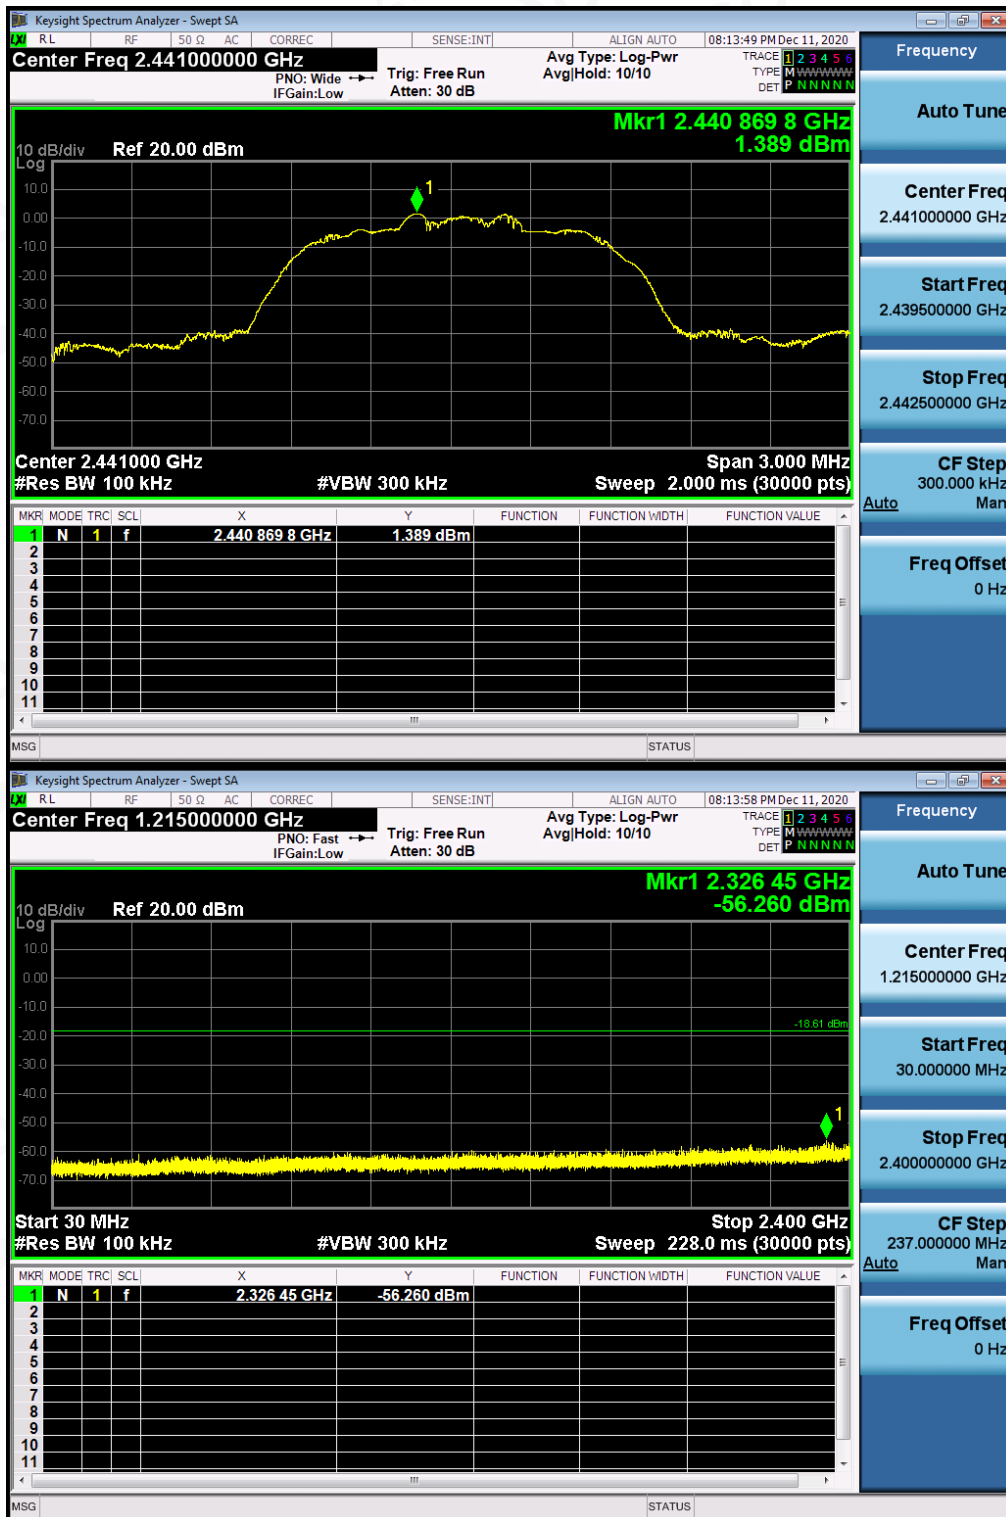 Keysight Spectrum Analyzer - Swept SA
LXI RL RF 50 Ω AC CORREC SENSE:INT ALIGN AUTO 08:13:49 PM Dec 11, 2020
Center Freq 2.441000000 GHz
PNO: Wide
IFGain:Low
Trig: Free Run
Atten: 30 dB
Avg Type: Log-Pwr
Avg|Hold: 10/10
TRACE 1 2 3 4 5 6
TYPE M WWWWW
DET P N N N N N
Mkr1 2.440 869 8 GHz
1.389 dBm
10 dB/div Ref 20.00 dBm
Log
10.0
0.00
-10.0
-20.0
-30.0
-40.0
-50.0
-60.0
-70.0
1
Center 2.441000 GHz Span 3.000 MHz
#Res BW 100 kHz #VBW 300 kHz Sweep 2.000 ms (30000 pts)
MKR MODE TRC SCL X Y FUNCTION FUNCTION WIDTH FUNCTION VALUE
1 N 1 f 2.440 869 8 GHz 1.389 dBm
2
3
4
5
6
7
8
9
10
11
MSG STATUS
Frequency
Auto Tune
Center Freq
2.441000000 GHz
Start Freq
2.439500000 GHz
Stop Freq
2.442500000 GHz
CF Step
300.000 kHz
Auto Man
Freq Offset
0 Hz
Keysight Spectrum Analyzer - Swept SA
LXI RL RF 50 Ω AC CORREC SENSE:INT ALIGN AUTO 08:13:58 PM Dec 11, 2020
Center Freq 1.215000000 GHz
PNO: Fast
IFGain:Low
Trig: Free Run
Atten: 30 dB
Avg Type: Log-Pwr
Avg|Hold: 10/10
TRACE 1 2 3 4 5 6
TYPE M WWWWW
DET P N N N N N
Mkr1 2.326 45 GHz
-56.260 dBm
10 dB/div Ref 20.00 dBm
Log
10.0
0.00
-10.0
-20.0
-30.0
-40.0
-50.0
-60.0
-70.0
-18.61 dBm
1
Start 30 MHz Stop 2.400 GHz
#Res BW 100 kHz #VBW 300 kHz Sweep 228.0 ms (30000 pts)
MKR MODE TRC SCL X Y FUNCTION FUNCTION WIDTH FUNCTION VALUE
1 N 1 f 2.326 45 GHz -56.260 dBm
2
3
4
5
6
7
8
9
10
11
MSG STATUS
Frequency
Auto Tune
Center Freq
1.215000000 GHz
Start Freq
30.000000 MHz
Stop Freq
2.400000000 GHz
CF Step
237.000000 MHz
Auto Man
Freq Offset
0 Hz